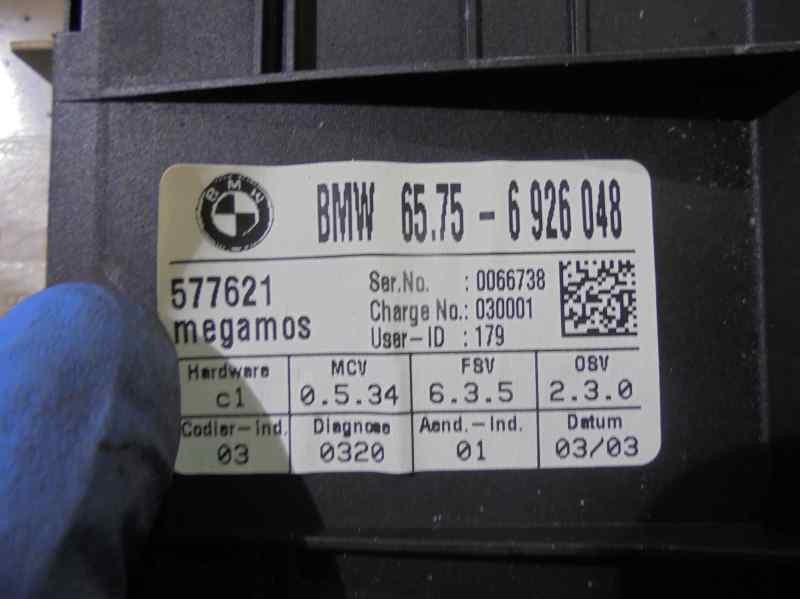 BMW
BMW 65.75 - 6 926 048
577621
megamos
Ser.No. : 0066738
Charge No.: 030001
User-ID : 179
Hardware MCV FSV OSV
c1 0.5.34 6.3.5 2.3.0
Codier-ind. Diagnose Aend.-Ind. Datum
03 0320 01 03/03